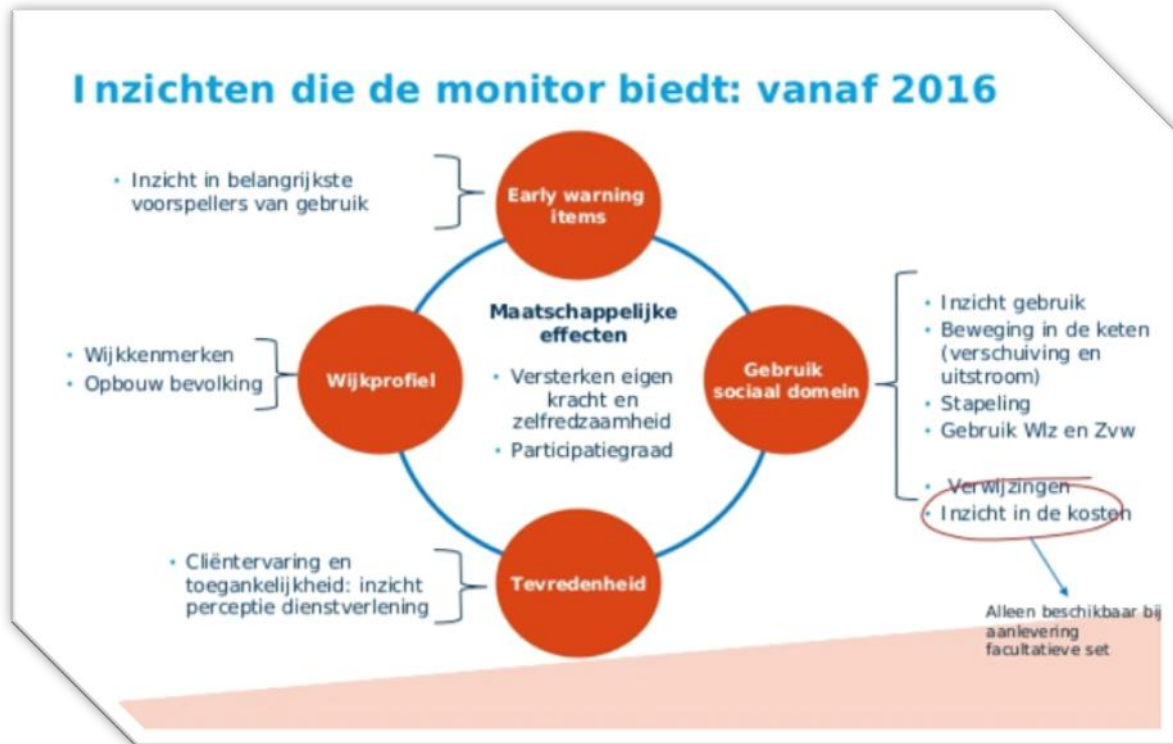 Inzichten die de monitor biedt: vanaf 2016
• Inzicht in belangrijkste
voorspellers van gebruik
Early warning
items
Maatschappelijke
effecten
• Versterken eigen
kracht en
zelfredzaamheid
• Participatiegraad
• Wijkkenmerken
• Opbouw bevolking
Wijkprofiel
Gebruik
sociaal domein
• Inzicht gebruik
• Beweging in de keten
(verschuiving en
uitstroom)
• Stapeling
• Gebruik Wlz en Zvw
• Verwijzingen
• Inzicht in de kosten
• Cliëntervaring en
toegankelijkheid: inzicht
perceptie dienstverlening
Tevredenheid
Alleen beschikbaar bij
aanlevering
facultatieve set